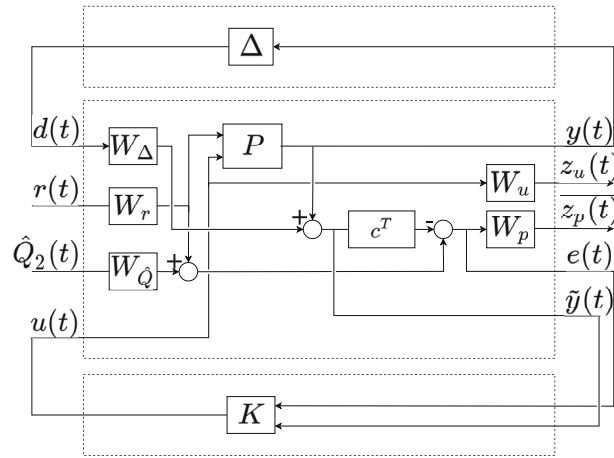 Δ
d(t)
W_Δ
P
y(t)
z_u(t)
W_u
r(t)
W_r
z_p(t)
+
c^T
-
W_p
Q̂_2(t)
W_Q̂
+
e(t)
u(t)
ỹ(t)
K